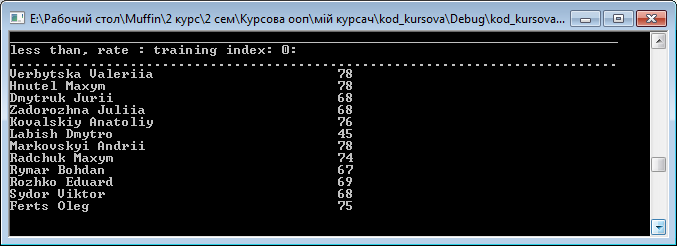 E:\Рабочий стол\Muffin\2 курс\2 сем\Курсова ооп\мій курсач\kod_kursova\Debug\kod_kursova...
less than, rate : training index: 0:
Verbytska Valeriia 78
Hnutel Maxym 78
Dmytruk Jurii 68
Zadorozhna Juliia 68
Kovalskiy Anatoliy 76
Labish Dmytro 45
Markovskyi Andrii 78
Radchuk Maxym 74
Rymar Bohdan 67
Rozhko Eduard 69
Sydor Viktor 68
Ferts Oleg 75